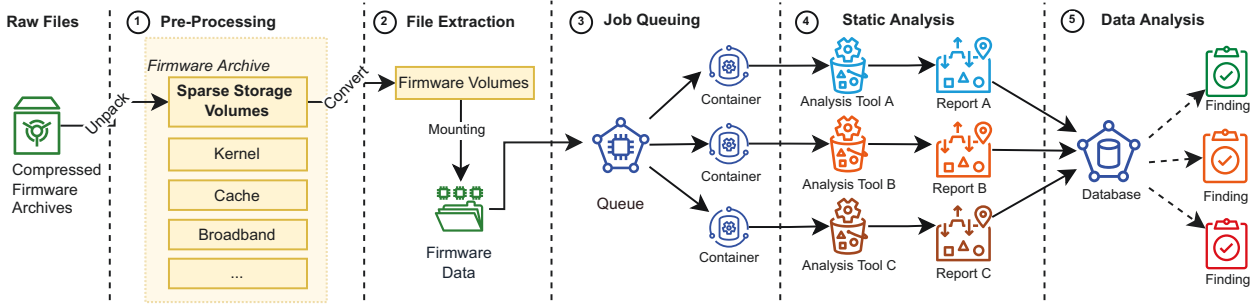 Raw Files
Compressed
Firmware
Archives
Unpack
1 Pre-Processing
Firmware Archive
Sparse Storage
Volumes
Kernel
Cache
Broadband
...
Convert
2 File Extraction
Firmware Volumes
Mounting
Firmware
Data
3 Job Queuing
Queue
Container
Container
Container
4 Static Analysis
Analysis Tool A
Report A
Analysis Tool B
Report B
Analysis Tool C
Report C
5 Data Analysis
Database
Finding
Finding
Finding